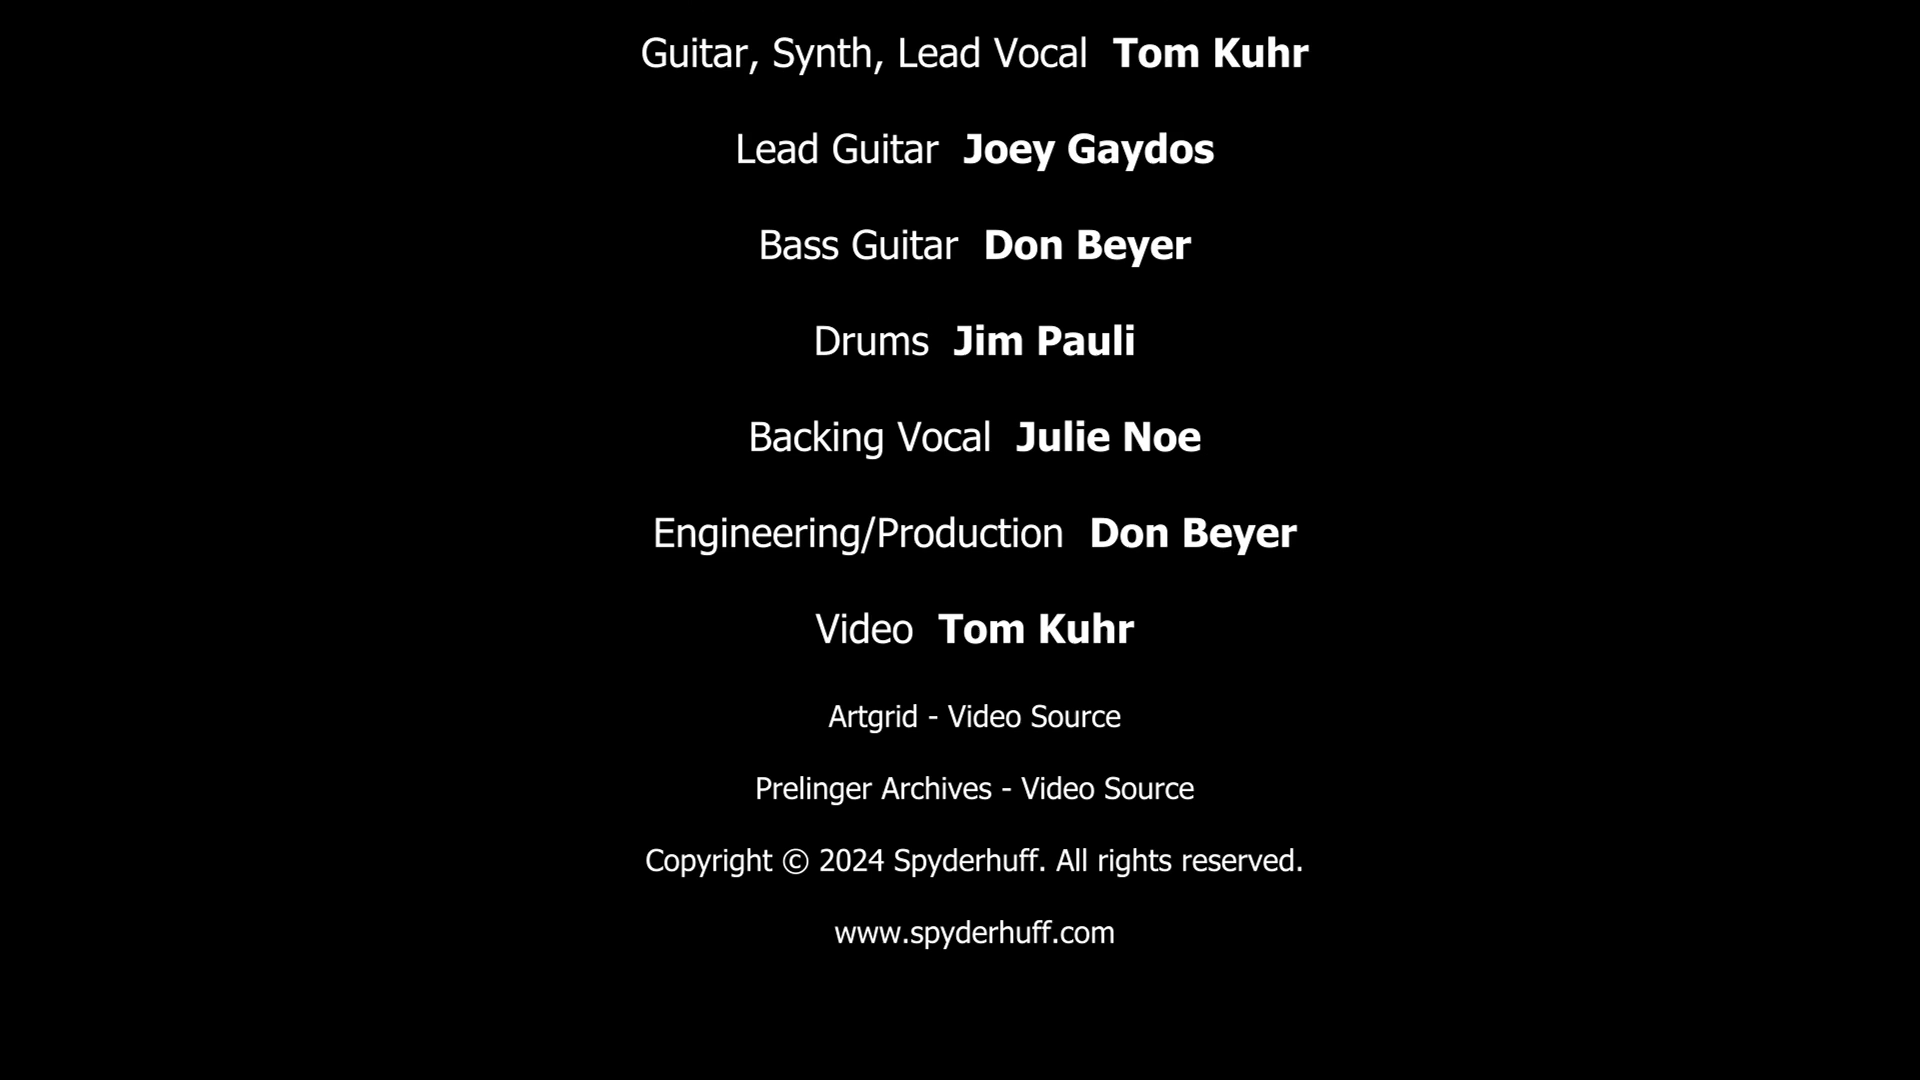 Guitar, Synth, Lead Vocal Tom Kuhr
Lead Guitar Joey Gaydos
Bass Guitar Don Beyer
Drums Jim Pauli
Backing Vocal Julie Noe
Engineering/Production Don Beyer
Video Tom Kuhr
Artgrid - Video Source
Prelinger Archives - Video Source
Copyright © 2024 Spyderhuff. All rights reserved.
www.spyderhuff.com